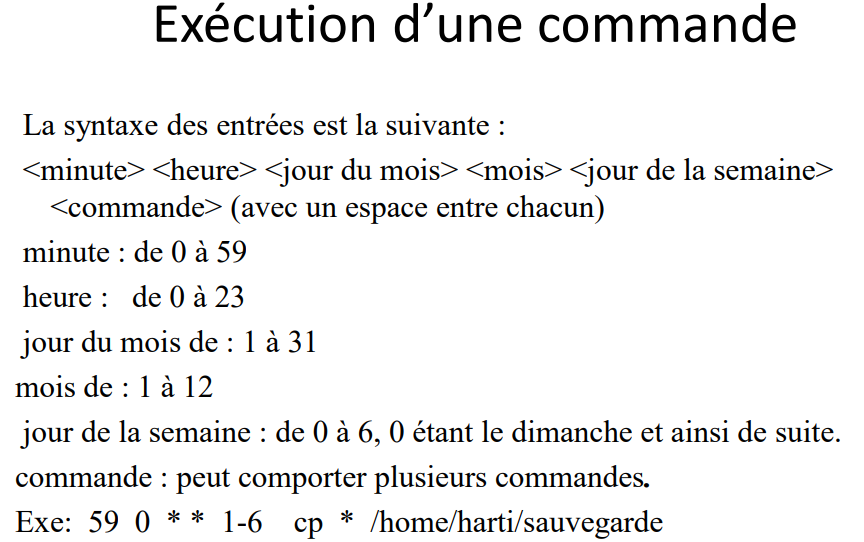 Exécution d’une commande
La syntaxe des entrées est la suivante :
<minute> <heure> <jour du mois> <mois> <jour de la semaine>
<commande> (avec un espace entre chacun)
minute : de 0 à 59
heure : de 0 à 23
jour du mois de : 1 à 31
mois de : 1 à 12
jour de la semaine : de 0 à 6, 0 étant le dimanche et ainsi de suite.
commande : peut comporter plusieurs commandes.
Exe: 59 0 * * 1-6 cp * /home/harti/sauvegarde